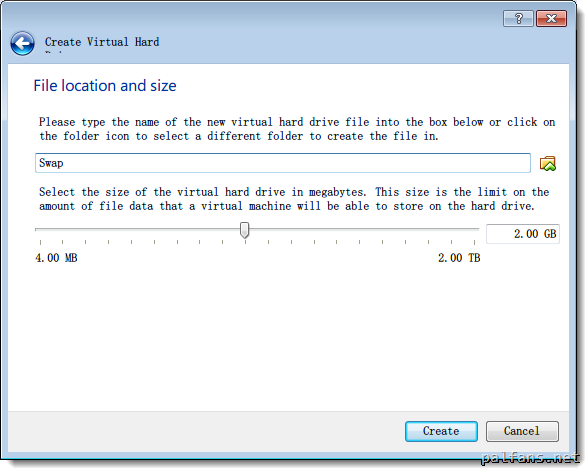 ?
Create Virtual Hard
File location and size
Please type the name of the new virtual hard drive file into the box below or click on
the folder icon to select a different folder to create the file in.
Swap
Select the size of the virtual hard drive in megabytes. This size is the limit on the
amount of file data that a virtual machine will be able to store on the hard drive.
2.00 GB
4.00 MB
2.00 TB
Create
Cancel
palfans.net